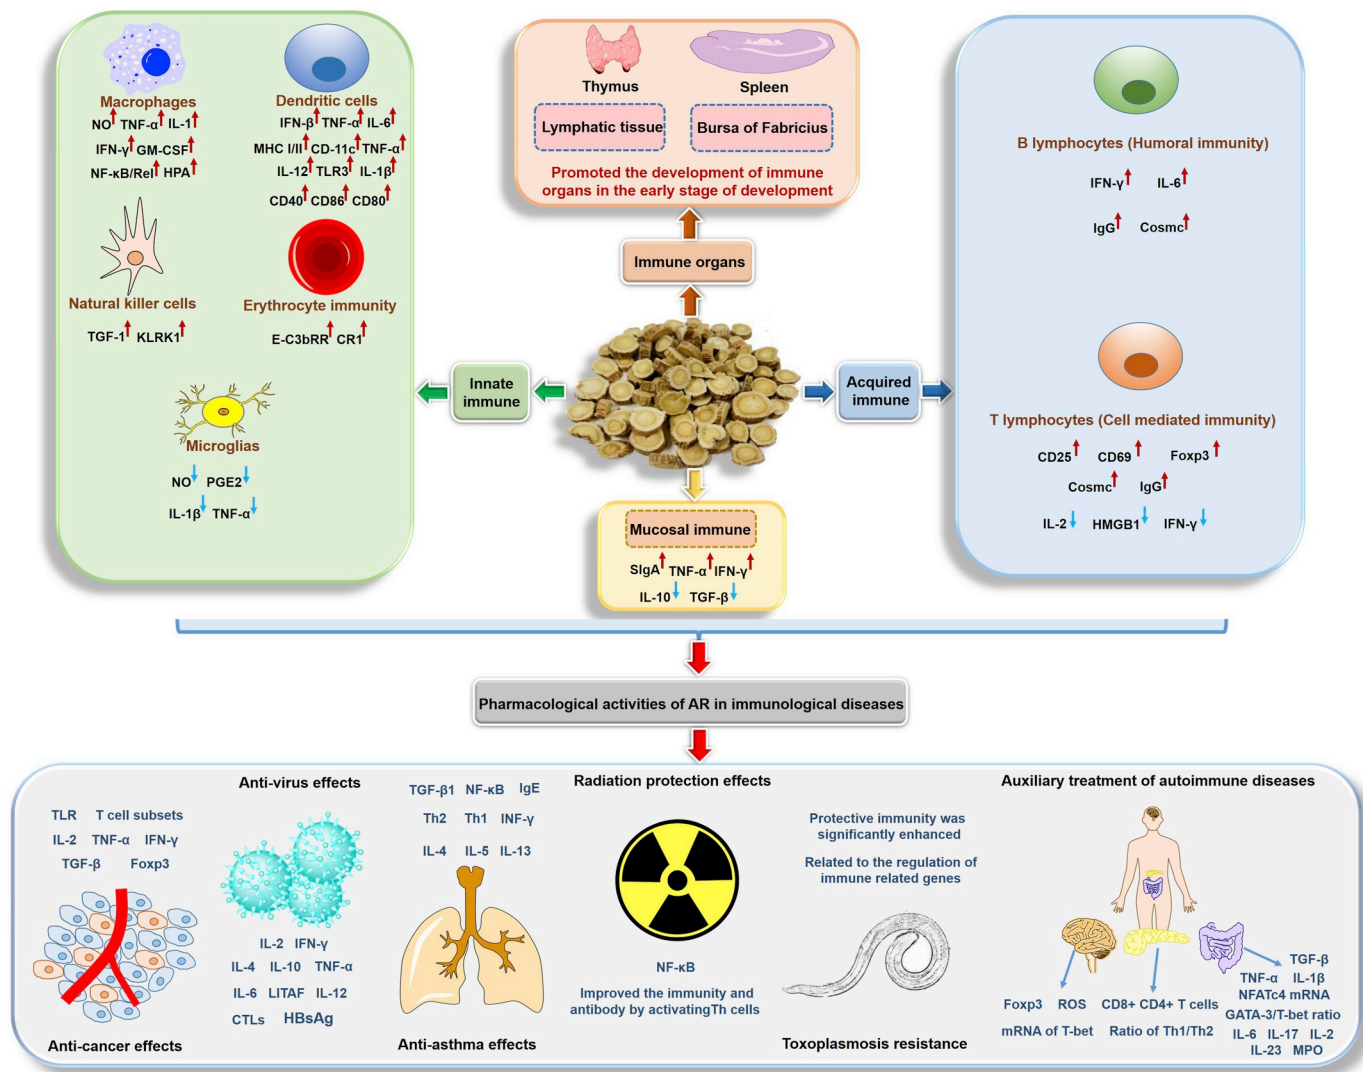 Macrophages
NO TNF-α IL-1
IFN-γ GM-CSF
NF-κB/Rel HPA
Dendritic cells
IFN-β TNF-α IL-6
MHC I/II CD-11c TNF-α
IL-12 TLR3 IL-1β
CD40 CD86 CD80
Natural killer cells
TGF-1 KLRK1
Erythrocyte immunity
E-C3bRR CR1
Microglias
NO PGE2
IL-1β TNF-α
Innate
immune
Thymus
Spleen
Lymphatic tissue
Bursa of Fabricius
Promoted the development of immune
organs in the early stage of development
Immune organs
Acquired
immune
B lymphocytes (Humoral immunity)
IFN-γ IL-6
IgG Cosmc
T lymphocytes (Cell mediated immunity)
CD25 CD69 Foxp3
Cosmc IgG
IL-2 HMGB1 IFN-γ
Mucosal immune
SIgA TNF-α IFN-γ
IL-10 TGF-β
Pharmacological activities of AR in immunological diseases
TLR T cell subsets
IL-2 TNF-α IFN-γ
TGF-β Foxp3
Anti-cancer effects
Anti-virus effects
IL-2 IFN-γ
IL-4 IL-10 TNF-α
IL-6 LITAF IL-12
CTLs HBsAg
TGF-β1 NF-κB IgE
Th2 Th1 INF-γ
IL-4 IL-5 IL-13
Anti-asthma effects
Radiation protection effects
NF-κB
Improved the immunity and
antibody by activatingTh cells
Protective immunity was
significantly enhanced
Related to the regulation of
immune related genes
Toxoplasmosis resistance
Auxiliary treatment of autoimmune diseases
Foxp3 ROS
mRNA of T-bet
CD8+ CD4+ T cells
Ratio of Th1/Th2
TGF-β
TNF-α IL-1β
NFATc4 mRNA
GATA-3/T-bet ratio
IL-6 IL-17 IL-2
IL-23 MPO